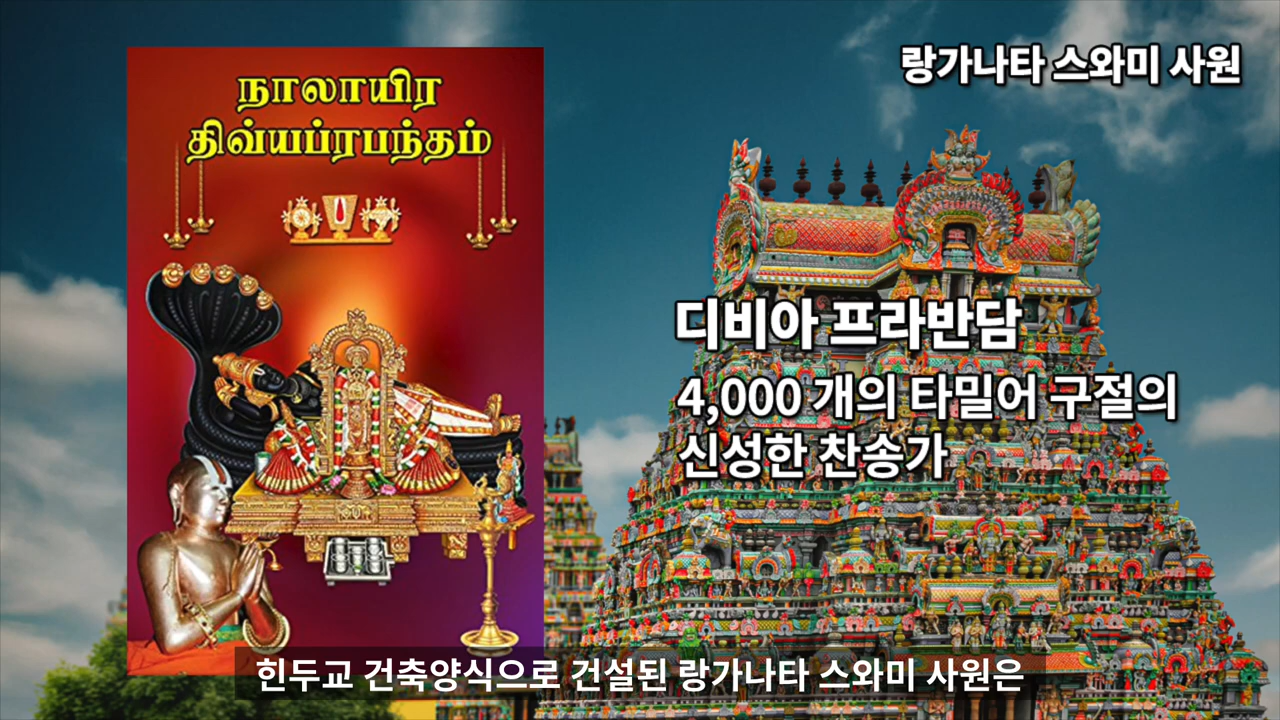 랑가나타 스와미 사원
நாலாயிர
திவ்யப்ரபந்தம்
디비아 프라반담
4,000 개의 타밀어 구절의
신성한 찬송가
힌두교 건축양식으로 건설된 랑가나타 스와미 사원은